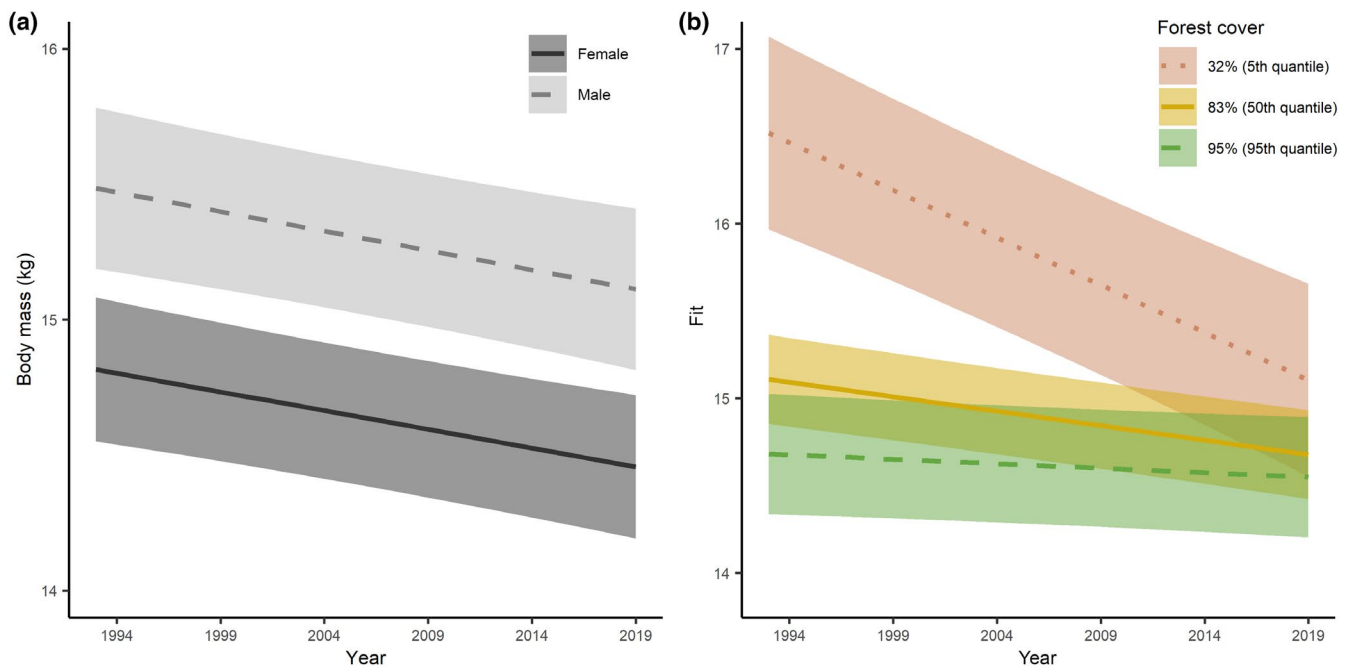 (a)
16
15
14
Body mass (kg)
Female
Male
1994 1999 2004 2009 2014 2019
Year
(b)
17
16
15
14
Fit
Forest cover
32% (5th quantile)
83% (50th quantile)
95% (95th quantile)
1994 1999 2004 2009 2014 2019
Year